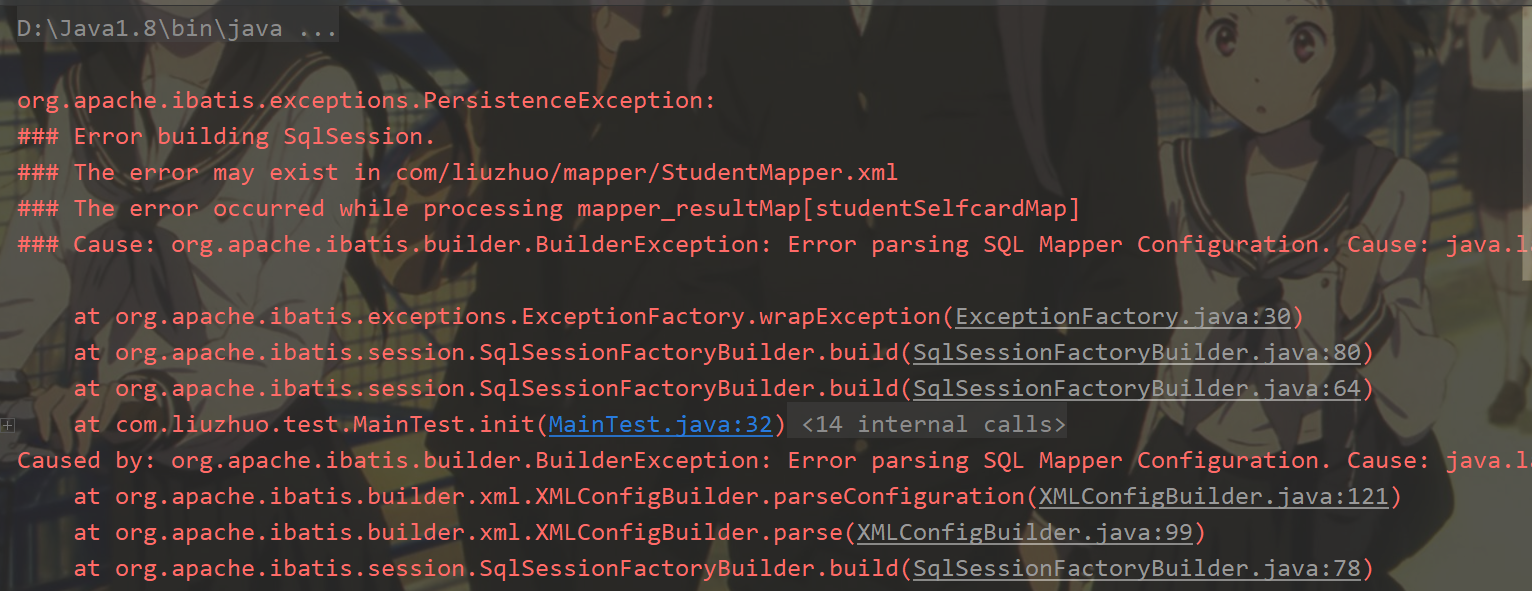 D:\Java1.8\bin\java ...
org.apache.ibatis.exceptions.PersistenceException:
### Error building SqlSession.
### The error may exist in com/liuzhuo/mapper/StudentMapper.xml
### The error occurred while processing mapper_resultMap[studentSelfcardMap]
### Cause: org.apache.ibatis.builder.BuilderException: Error parsing SQL Mapper Configuration. Cause: java.l
at org.apache.ibatis.exceptions.ExceptionFactory.wrapException(ExceptionFactory.java:30)
at org.apache.ibatis.session.SqlSessionFactoryBuilder.build(SqlSessionFactoryBuilder.java:80)
at org.apache.ibatis.session.SqlSessionFactoryBuilder.build(SqlSessionFactoryBuilder.java:64)
at com.liuzhuo.test.MainTest.init(MainTest.java:32) <14 internal calls>
Caused by: org.apache.ibatis.builder.BuilderException: Error parsing SQL Mapper Configuration. Cause: java.l
at org.apache.ibatis.builder.xml.XMLConfigBuilder.parseConfiguration(XMLConfigBuilder.java:121)
at org.apache.ibatis.builder.xml.XMLConfigBuilder.parse(XMLConfigBuilder.java:99)
at org.apache.ibatis.session.SqlSessionFactoryBuilder.build(SqlSessionFactoryBuilder.java:78)